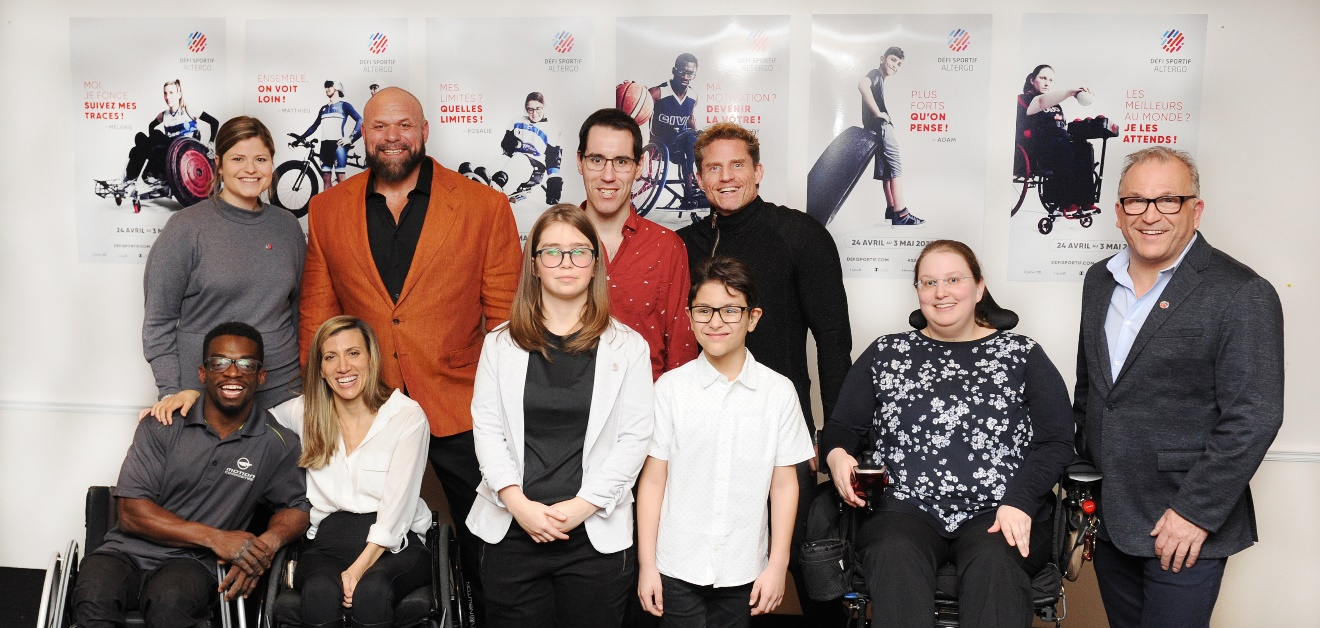 DÉFI SPORTIF
ALTERGO
MOI,
JE FONCE
SUIVEZ MES
TRACES !
- MÉLANIE
24 AVRIL AU 3 MAI
DEFISPORTIF.COM
DÉFI SPORTIF
ALTERGO
ENSEMBLE,
ON VOIT
LOIN !
- MATTHIEU
DÉFI SPORTIF
ALTERGO
MES
LIMITES ?
QUELLES
LIMITES !
- ROSALIE
DÉFI SPORTIF
ALTERGO
MA
MOTIVATION ?
DEVENIR
LA VÔTRE !
CIVA
DÉFI SPORTIF
ALTERGO
PLUS
FORTS
QU'ON
PENSE !
- ADAM
24 AVRIL AU 3 MAI
DEFISPORTIF.COM
DÉFI SPORTIF
ALTERGO
LES
MEILLEURS
AU MONDE ?
JE LES
ATTENDS !
24 AVRIL AU 3 MAI
DEFISPORTIF.COM
MOTION